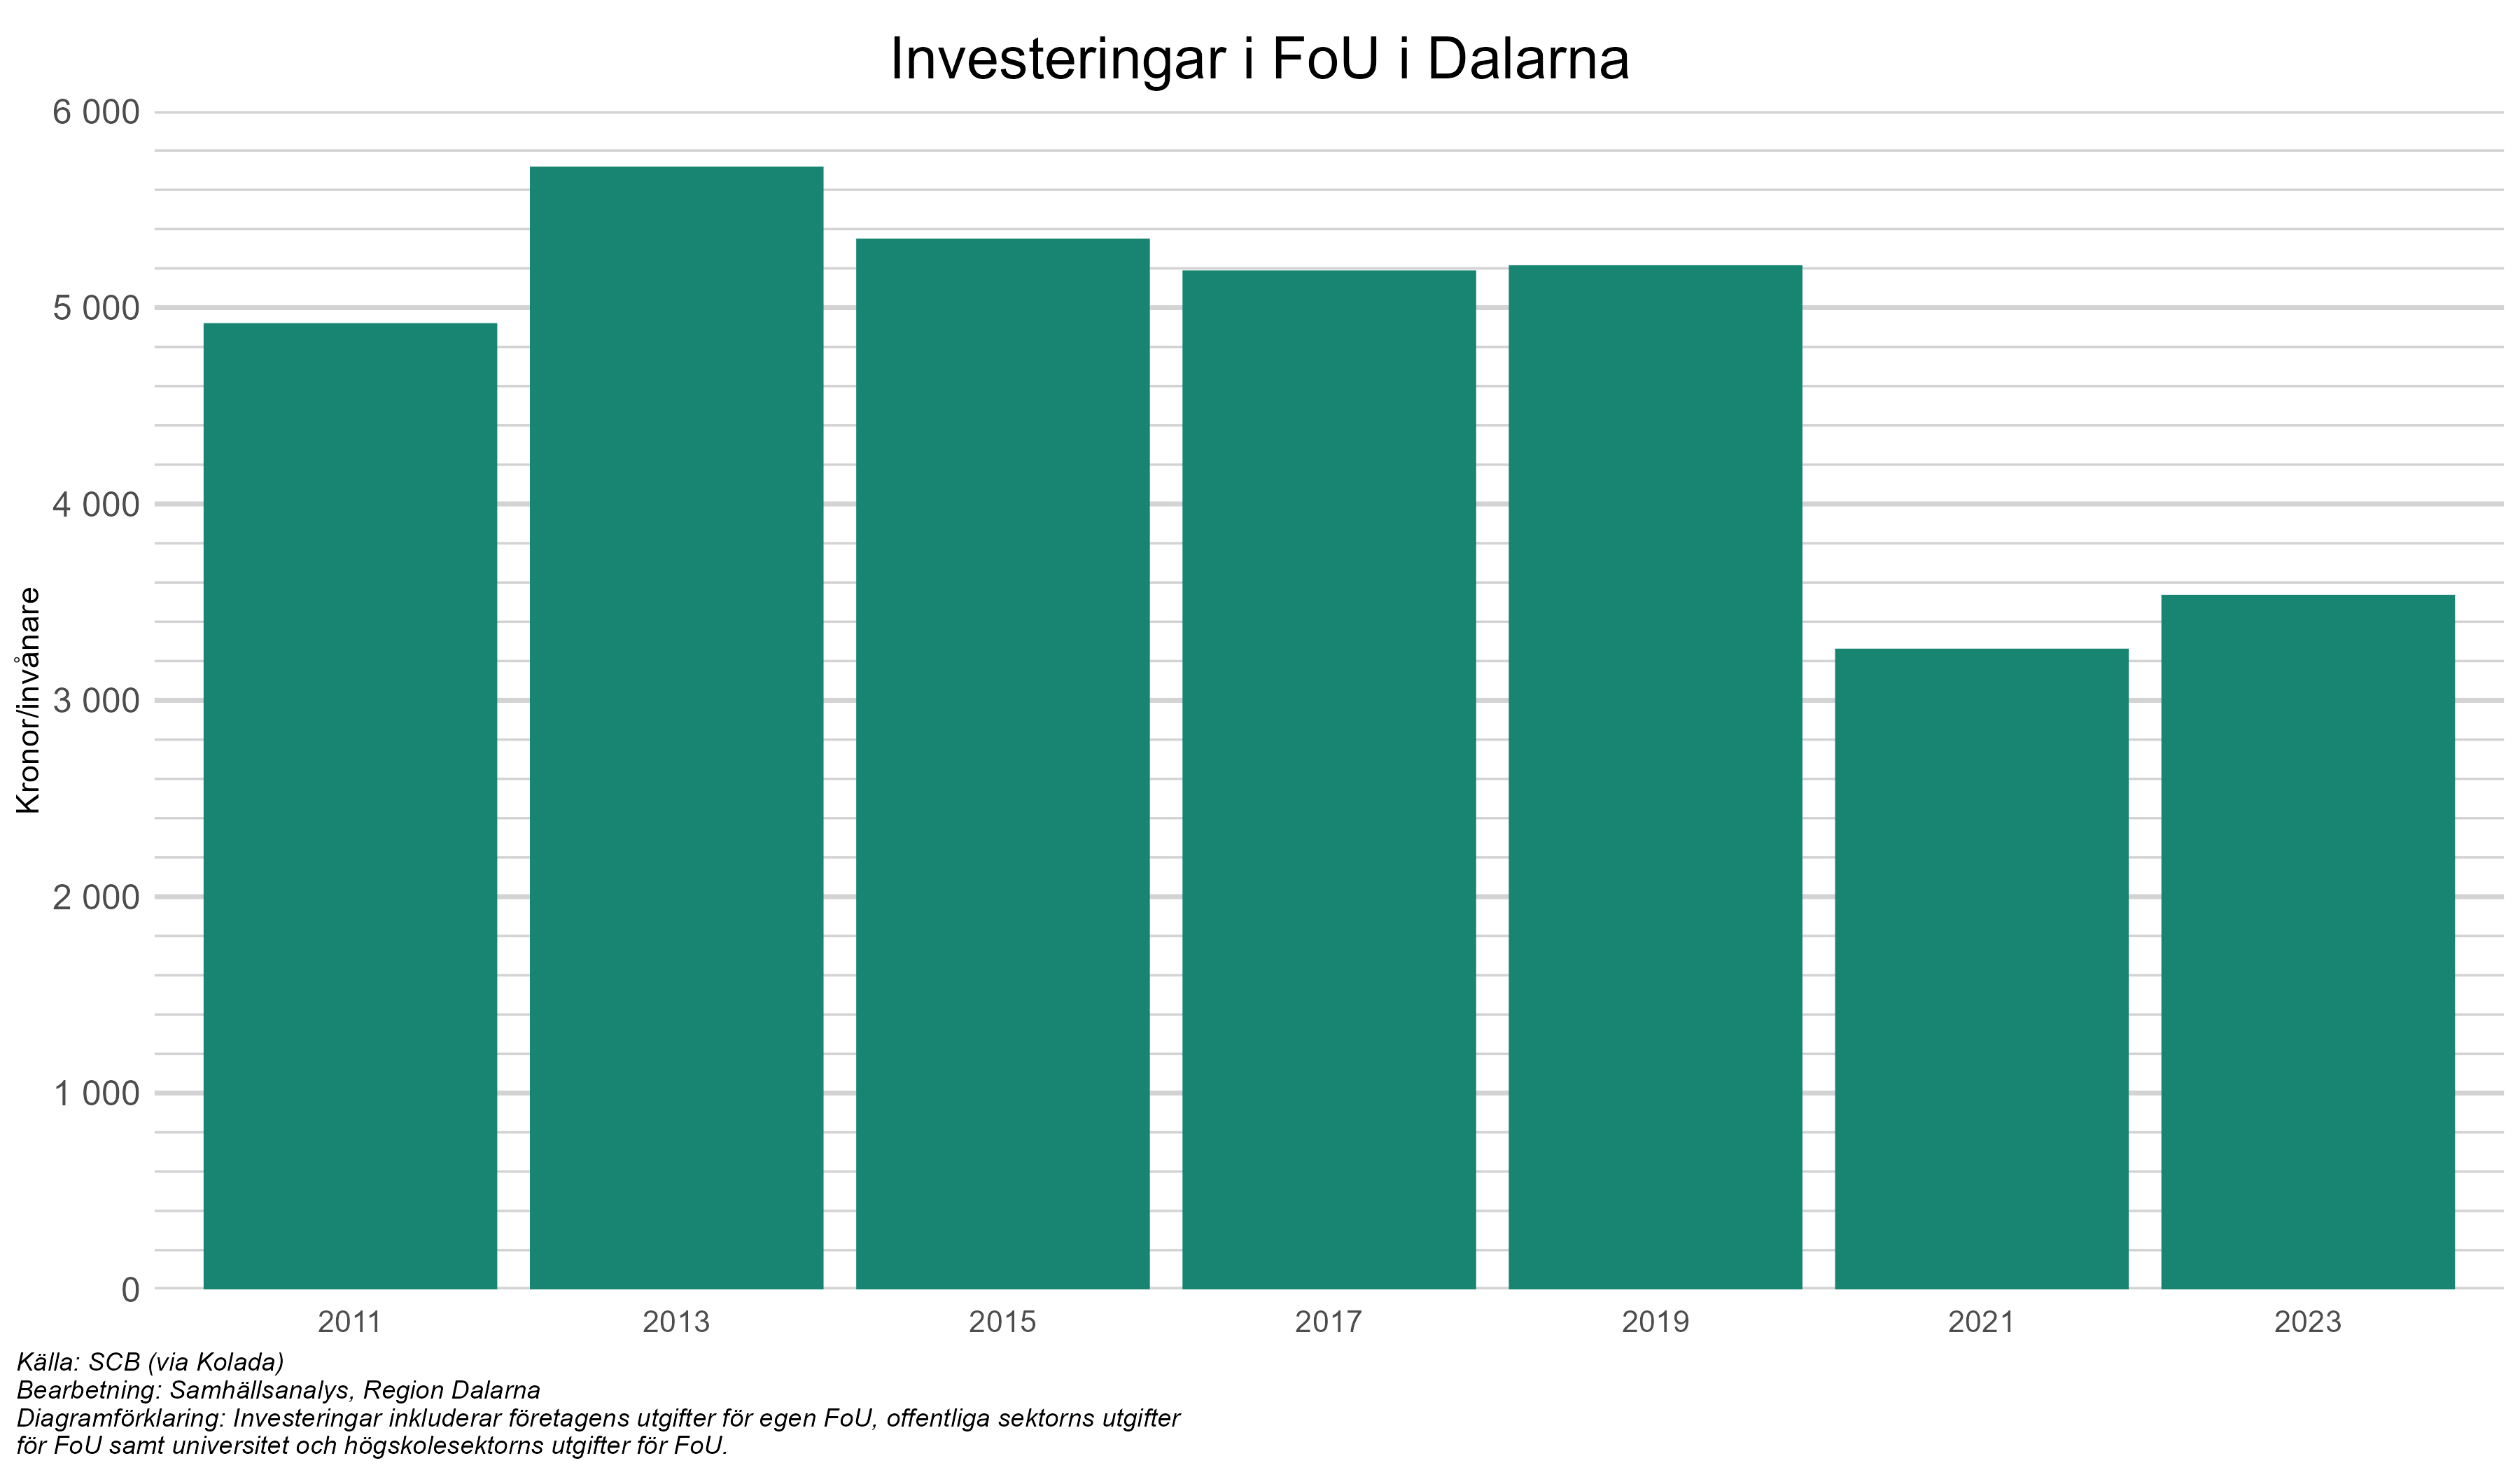 Investeringar i FoU i Dalarna
6 000
5 000
4 000
3 000
2 000
1 000
0
Kronor/invånare
2011 2013 2015 2017 2019 2021 2023
Källa: SCB (via Kolada)
Bearbetning: Samhällsanalys, Region Dalarna
Diagramförklaring: Investeringar inkluderar företagens utgifter för egen FoU, offentliga sektorns utgifter
för FoU samt universitet och högskolesektorns utgifter för FoU.